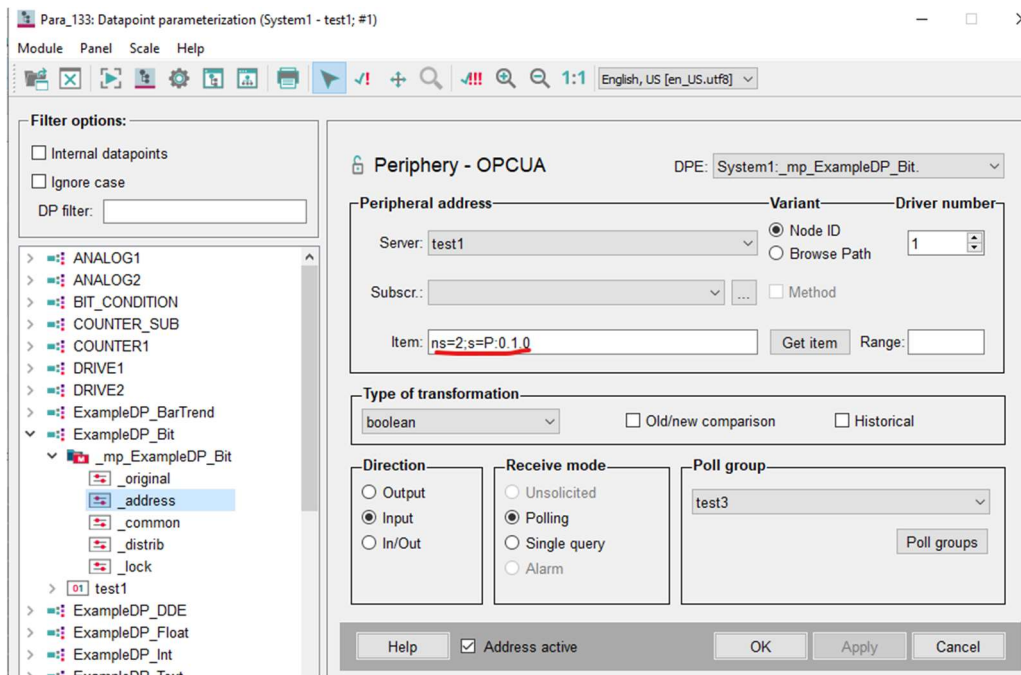 Para_133: Datapoint parameterization (System1 - test1; #1)
Module Panel Scale Help
1:1 English, US [en_US.utf8]
Filter options:
Internal datapoints
Ignore case
DP filter:
ANALOG1
ANALOG2
BIT_CONDITION
COUNTER_SUB
COUNTER1
DRIVE1
DRIVE2
ExampleDP_BarTrend
ExampleDP_Bit
_mp_ExampleDP_Bit
_original
_address
_common
_distrib
_lock
01 test1
ExampleDP_DDE
ExampleDP_Float
ExampleDP_Int
ExampleDP_Text
Periphery - OPCUA
DPE: System1:_mp_ExampleDP_Bit.
Peripheral address
Variant
Driver number
Server: test1
Node ID
Browse Path
1
Subscr.:
...
Method
Item: ns=2;s=P:0.1.0
Get item
Range:
Type of transformation
boolean
Old/new comparison
Historical
Direction
Output
Input
In/Out
Receive mode
Unsolicited
Polling
Single query
Alarm
Poll group
test3
Poll groups
Help
Address active
OK
Apply
Cancel